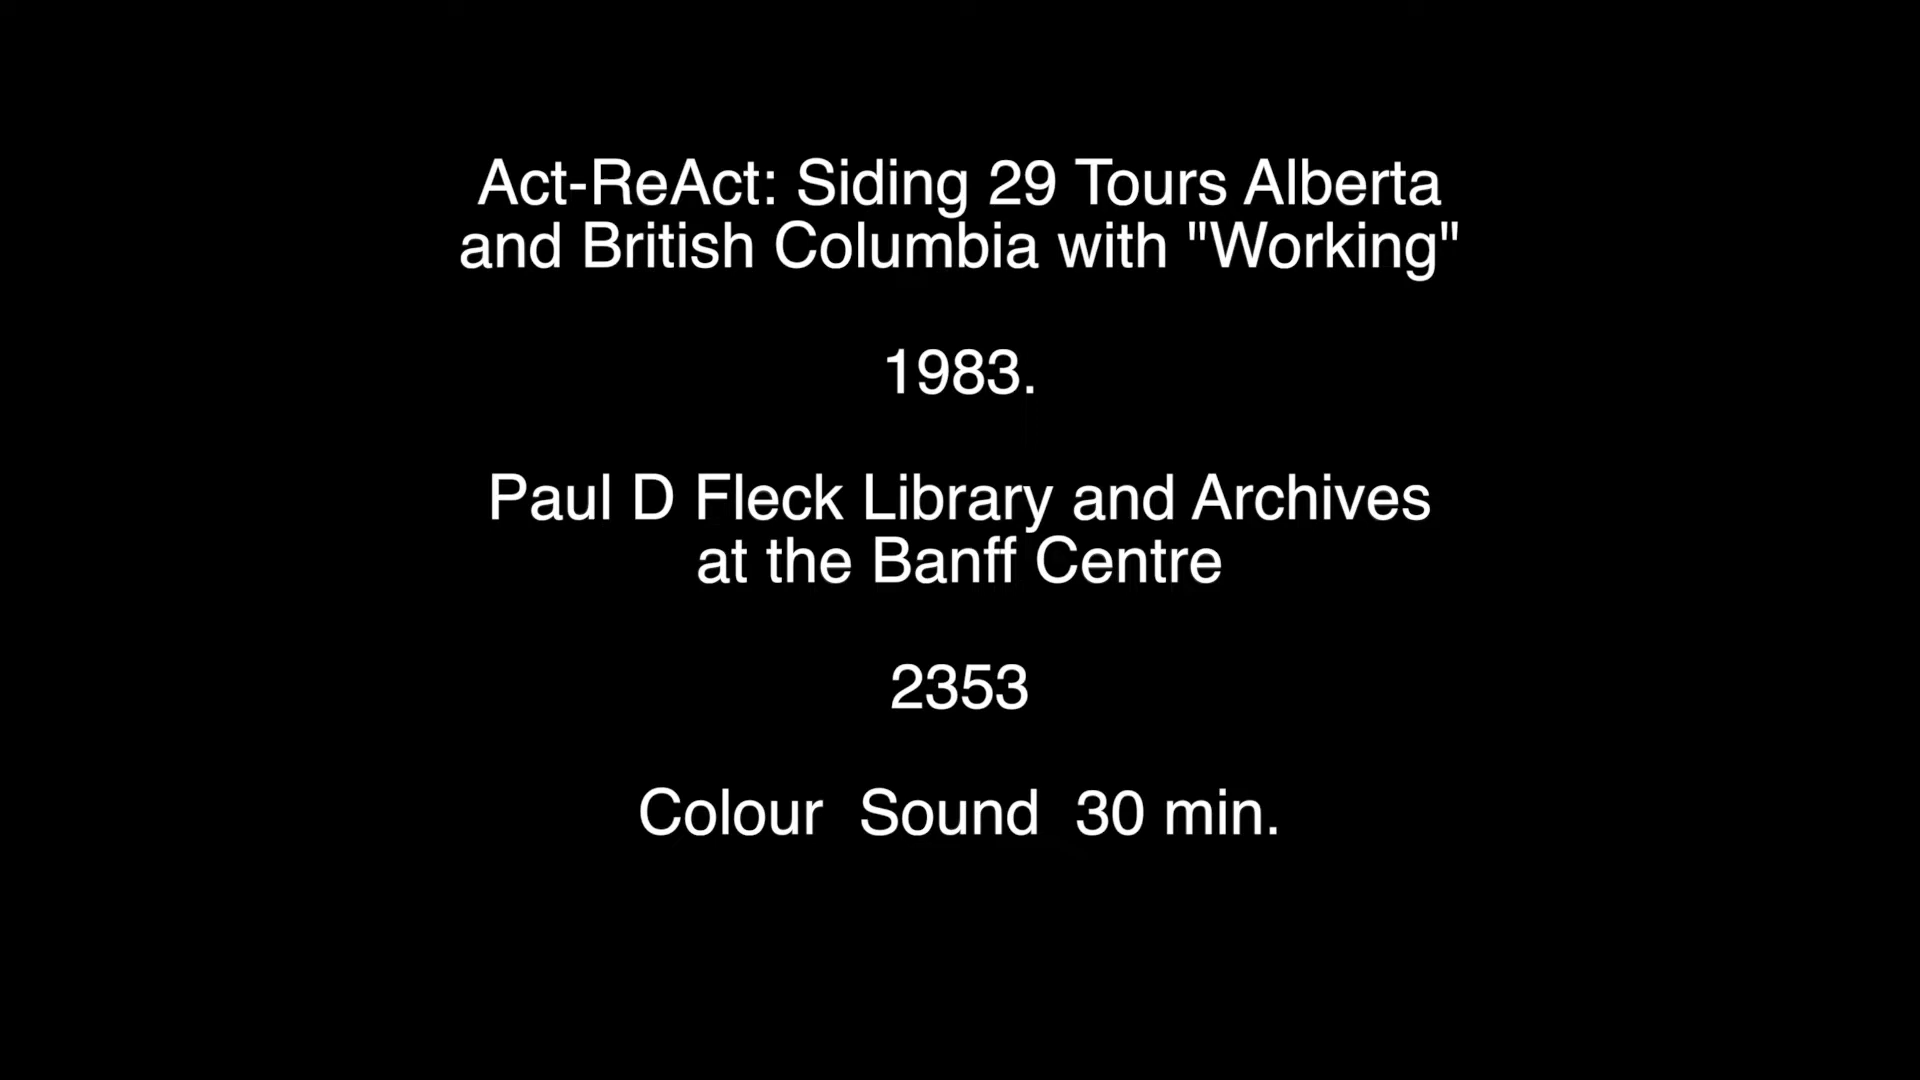 Act-ReAct: Siding 29 Tours Alberta
and British Columbia with "Working"
1983.
Paul D Fleck Library and Archives
at the Banff Centre
2353
Colour  Sound  30 min.